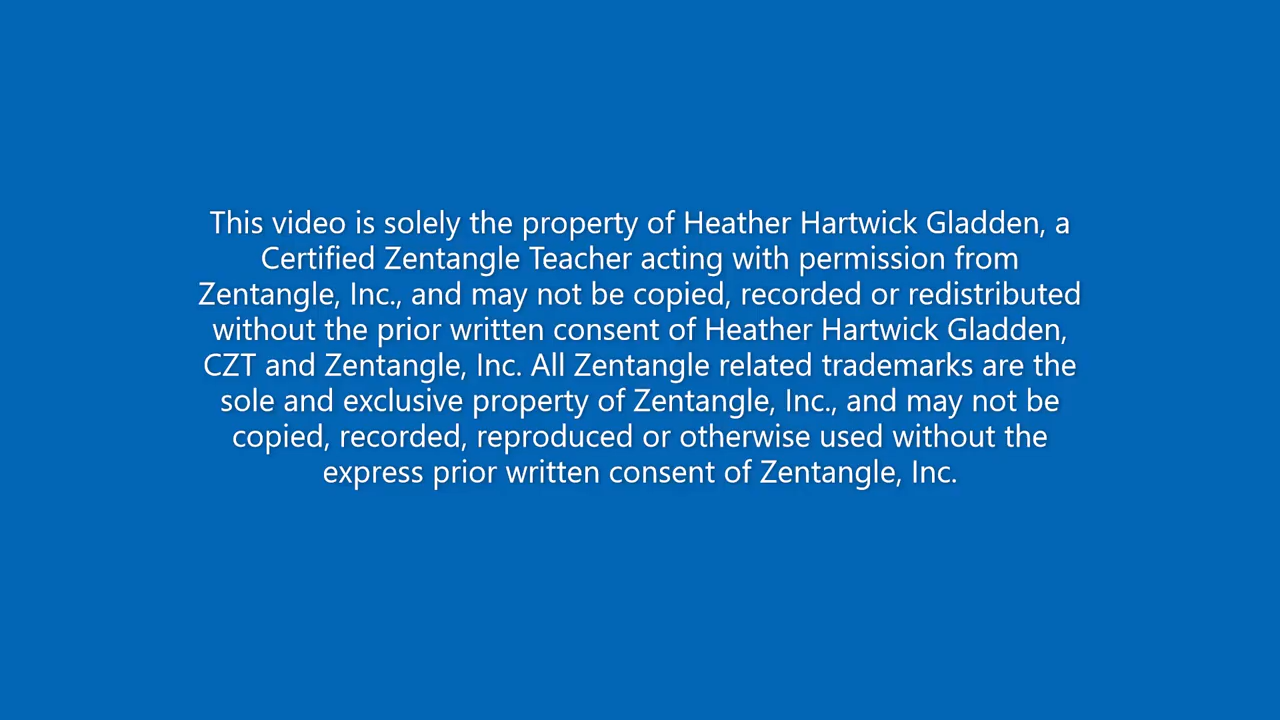 This video is solely the property of Heather Hartwick Gladden, a
Certified Zentangle Teacher acting with permission from
Zentangle, Inc., and may not be copied, recorded or redistributed
without the prior written consent of Heather Hartwick Gladden,
CZT and Zentangle, Inc. All Zentangle related trademarks are the
sole and exclusive property of Zentangle, Inc., and may not be
copied, recorded, reproduced or otherwise used without the
express prior written consent of Zentangle, Inc.